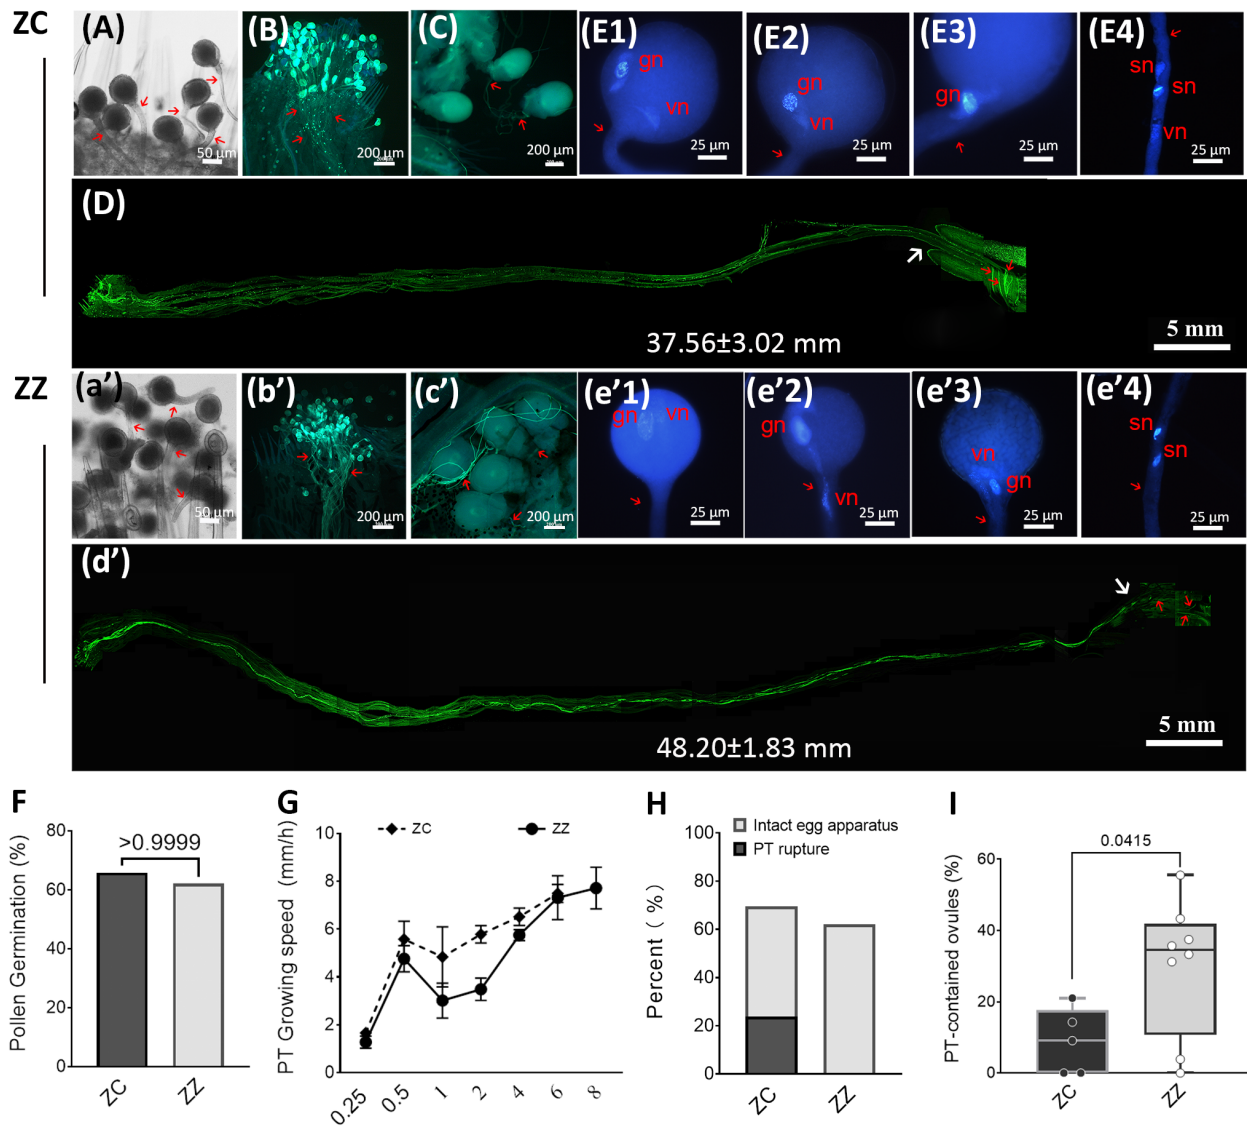 ZC
(A)
50 µm
(B)
200 µm
(C)
200 µm
(E1)
gn
vn
25 µm
(E2)
gn
vn
25 µm
(E3)
gn
25 µm
(E4)
sn
sn
vn
25 µm
(D)
37.56±3.02 mm
5 mm
ZZ
(a’)
50 µm
(b’)
200 µm
(c’)
200 µm
(e’1)
gn
vn
25 µm
(e’2)
gn
vn
25 µm
(e’3)
vn
gn
25 µm
(e’4)
sn
sn
25 µm
(d’)
48.20±1.83 mm
5 mm
F
Pollen Germination (%)
80
60
40
20
0
>0.9999
ZC
ZZ
G
PT Growing speed (mm/h)
ZC
ZZ
10
8
6
4
2
0
0.25
0.5
1
2
4
6
8
H
Intact egg apparatus
PT rupture
Percent (%)
100
80
60
40
20
0
ZC
ZZ
I
PT-contained ovules (%)
0.0415
60
40
20
0
ZC
ZZ